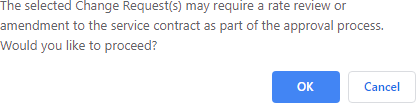 The selected Change Request(s) may require a rate review or
amendment to the service contract as part of the approval process.
Would you like to proceed?
OK
Cancel